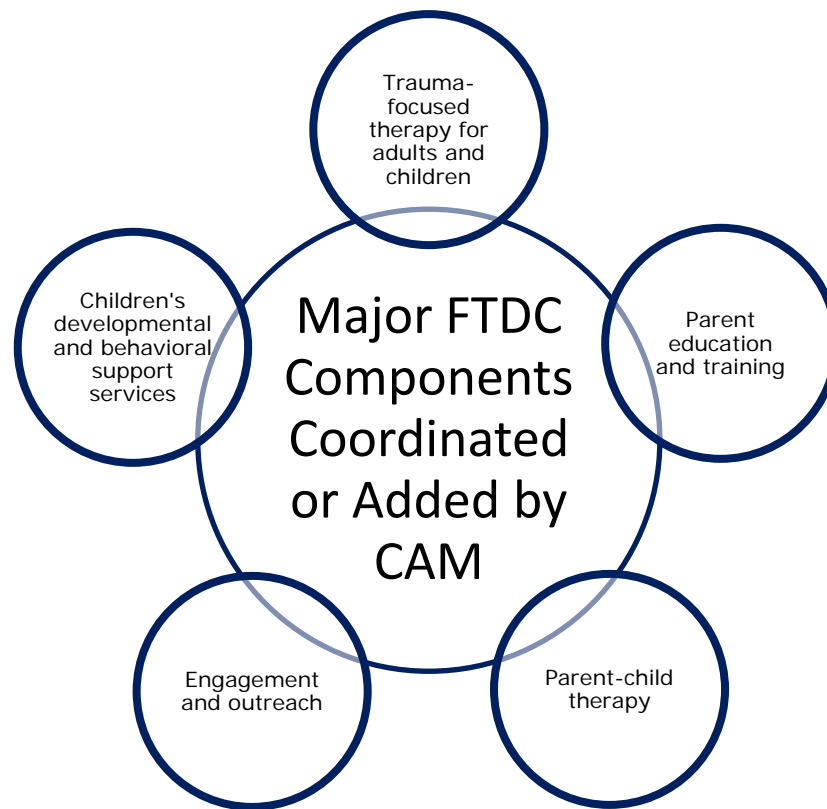 Trauma-
focused
therapy for
adults and
children
Parent
education
and training
Parent-child
therapy
Engagement
and outreach
Children's
developmental
and behavioral
support
services
Major FTDC
Components
Coordinated
or Added by
CAM